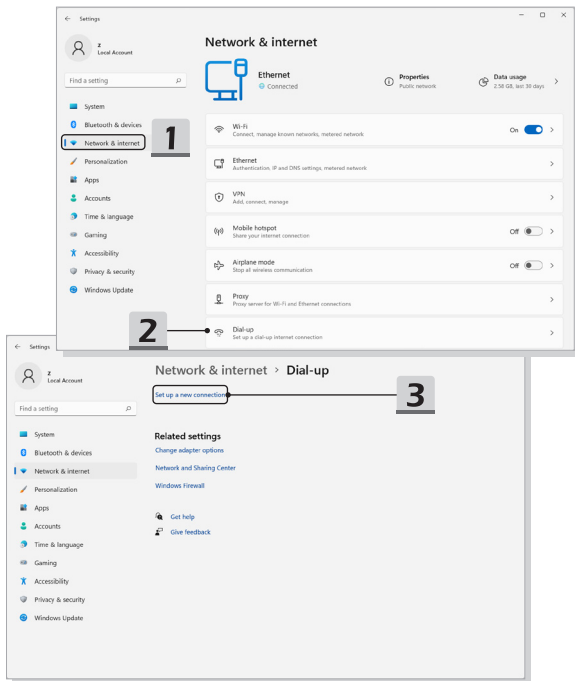 Settings
z
Local Account
Find a setting
System
Bluetooth & devices
Network & internet
Personalization
Apps
Accounts
Time & language
Gaming
Accessibility
Privacy & security
Windows Update
Network & internet
Ethernet
Connected
Properties
Public network
Data usage
2.58 GB, last 30 days
Wi-Fi
Connect, manage known networks, metered network
On
Ethernet
Authentication, IP and DNS settings, metered network
VPN
Add, connect, manage
Mobile hotspot
Share your internet connection
Off
Airplane mode
Stop all wireless communication
Off
Proxy
Proxy server for Wi-Fi and Ethernet connections
Dial-up
Set up a dial-up internet connection
1
2
Settings
z
Local Account
Find a setting
System
Bluetooth & devices
Network & internet
Personalization
Apps
Accounts
Time & language
Gaming
Accessibility
Privacy & security
Windows Update
Network & internet > Dial-up
Set up a new connection
3
Related settings
Change adapter options
Network and Sharing Center
Windows Firewall
Get help
Give feedback